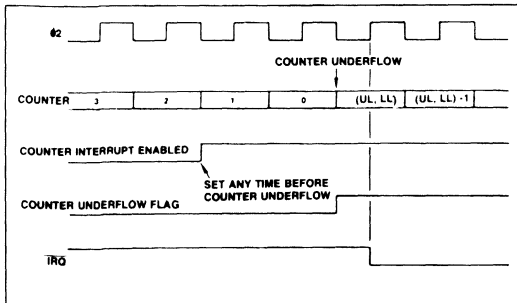 ϕ2
COUNTER UNDERFLOW
COUNTER 3 2 1 0 (UL, LL) (UL, LL) -1
COUNTER INTERRUPT ENABLED
SET ANY TIME BEFORE
COUNTER UNDERFLOW
COUNTER UNDERFLOW FLAG
IRQ